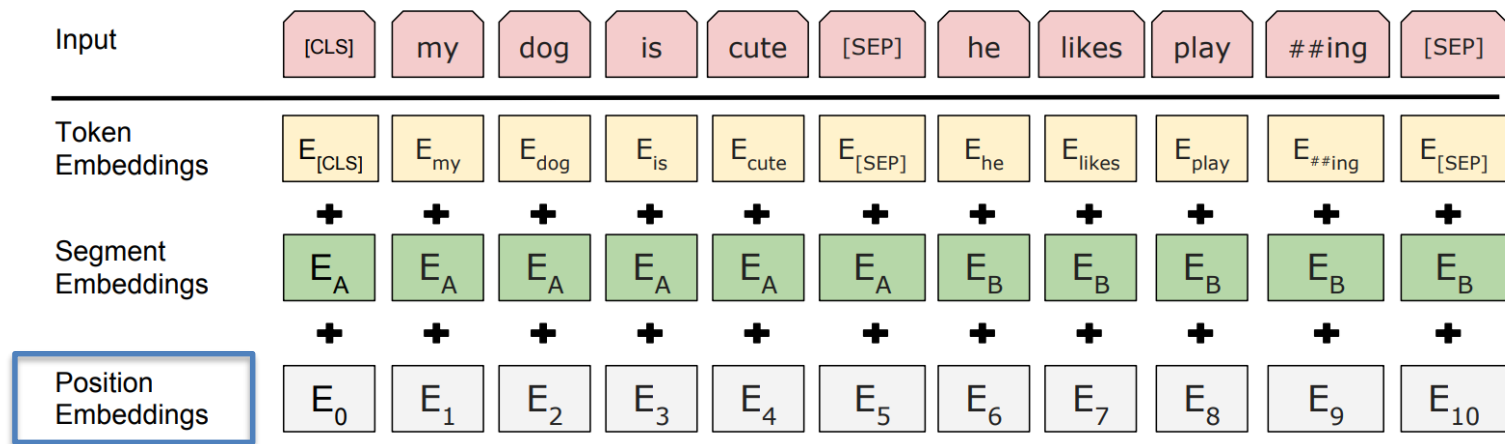 Input [CLS] my dog is cute [SEP] he likes play ##ing [SEP]
Token Embeddings E[CLS] Emy Edog Eis Ecute E[SEP] Ehe Elikes Eplay E##ing E[SEP]
+ + + + + + + + + + +
Segment Embeddings EA EA EA EA EA EA EB EB EB EB EB
+ + + + + + + + + + +
Position Embeddings E0 E1 E2 E3 E4 E5 E6 E7 E8 E9 E10